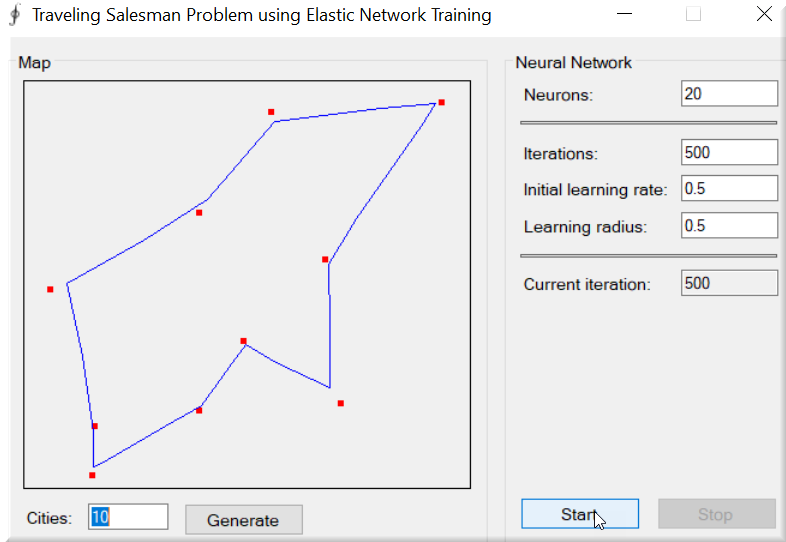 Traveling Salesman Problem using Elastic Network Training
Map
Neural Network
Neurons: 20
Iterations: 500
Initial learning rate: 0.5
Learning radius: 0.5
Current iteration: 500
Cities: 10 Generate
Start Stop